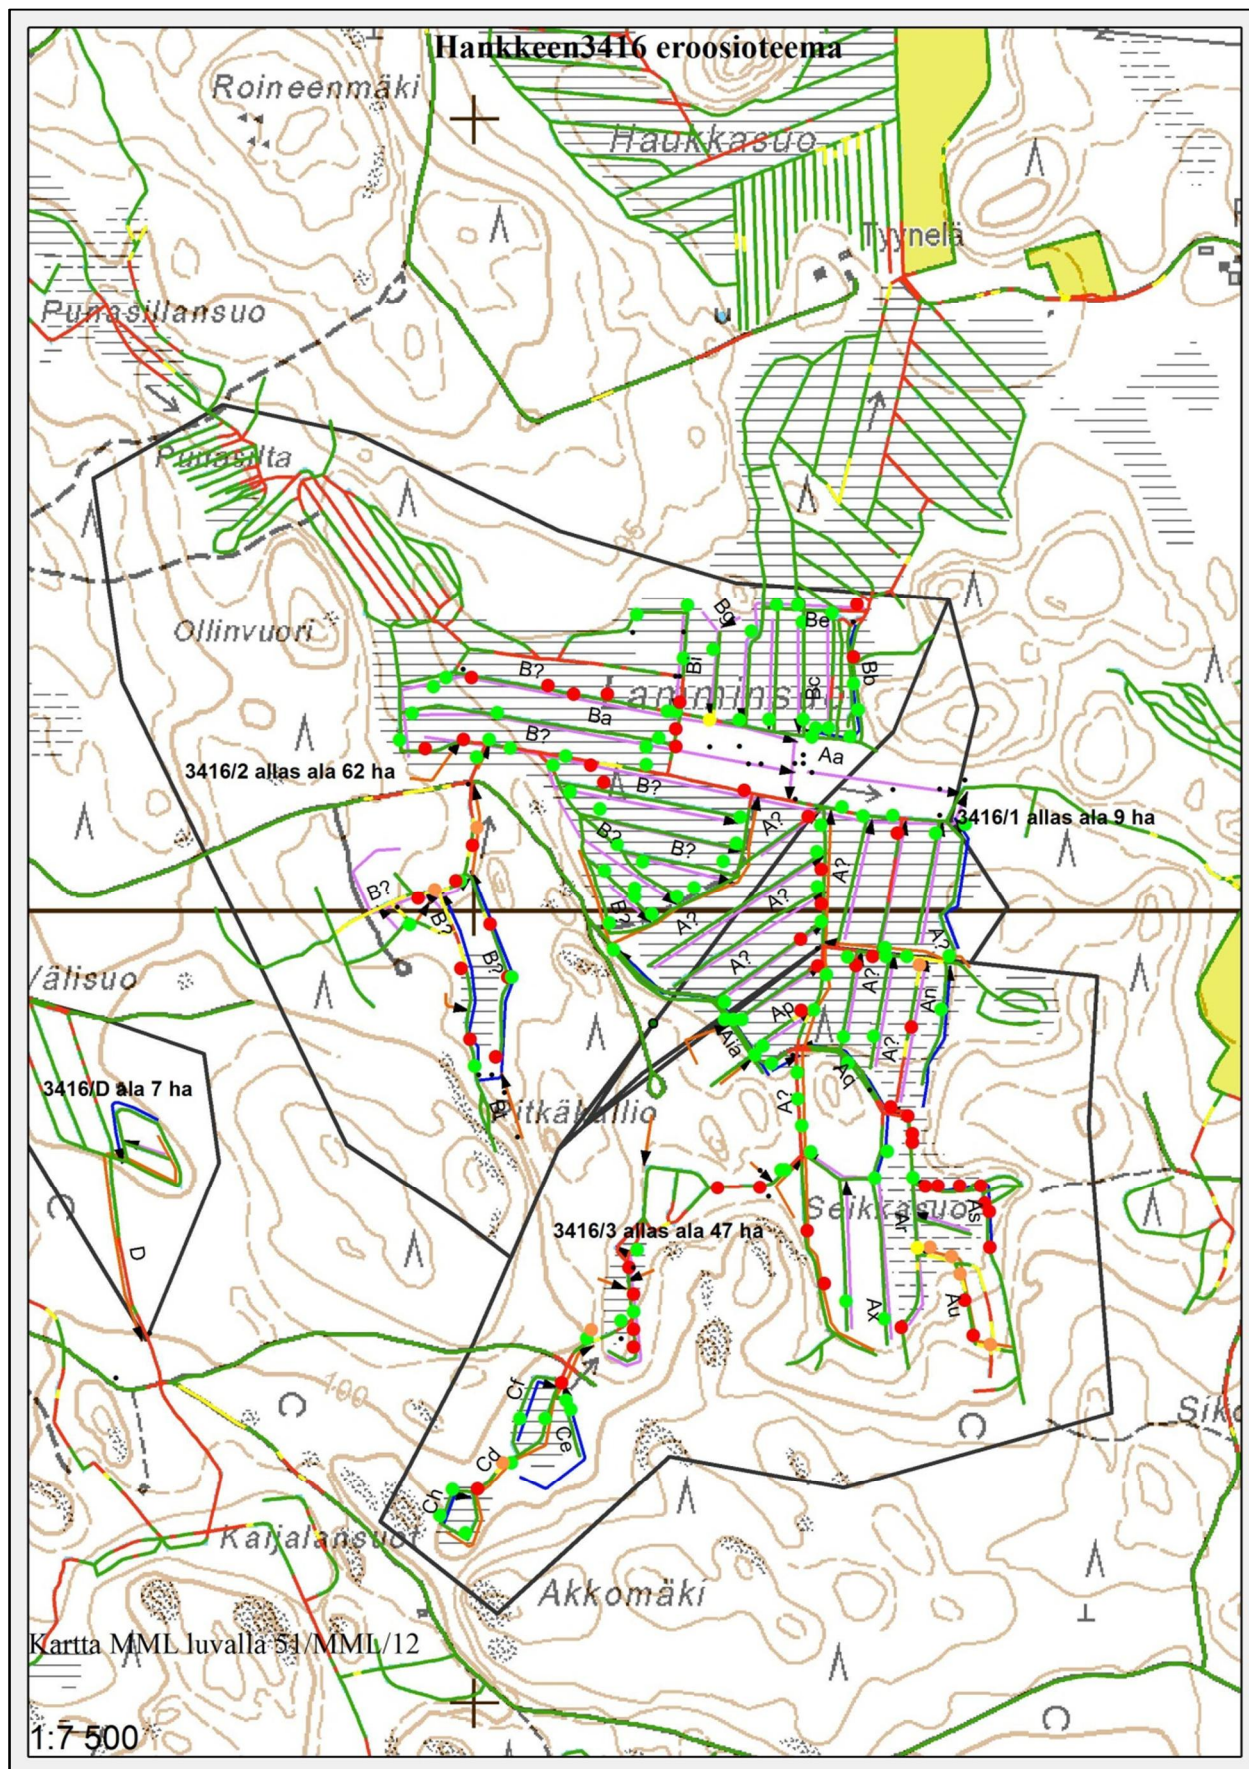 Hankkeen3416 eroosioteema
Roineenmäki
Haukkasuo
Tyynelä
Punasillansuo
Punasilta
95
Ollinvuori
Bg
Be
Bi
B?
Bb
Bc
Lamminsuo
Ba
B?
Aa
3416/2 allas ala 62 ha
B?
3416/1 allas ala 9 ha
A?
A?
B?
B?
B?
A?
B?
B?
A?
A?
B?
A?
A?
Välisuo
An
Ap
Aia
A?
Aq
3416/D ala 7 ha
Pitkäkallio
A?
Seikkasuo
As
Ar
3416/3 allas ala 47 ha
D
Au
Ax
100
Cf
Ce
Siko
Cd
Ch
Kaijalansuot
Akkomäki
Kartta MML luvalla 51/MML/12
1:7 500